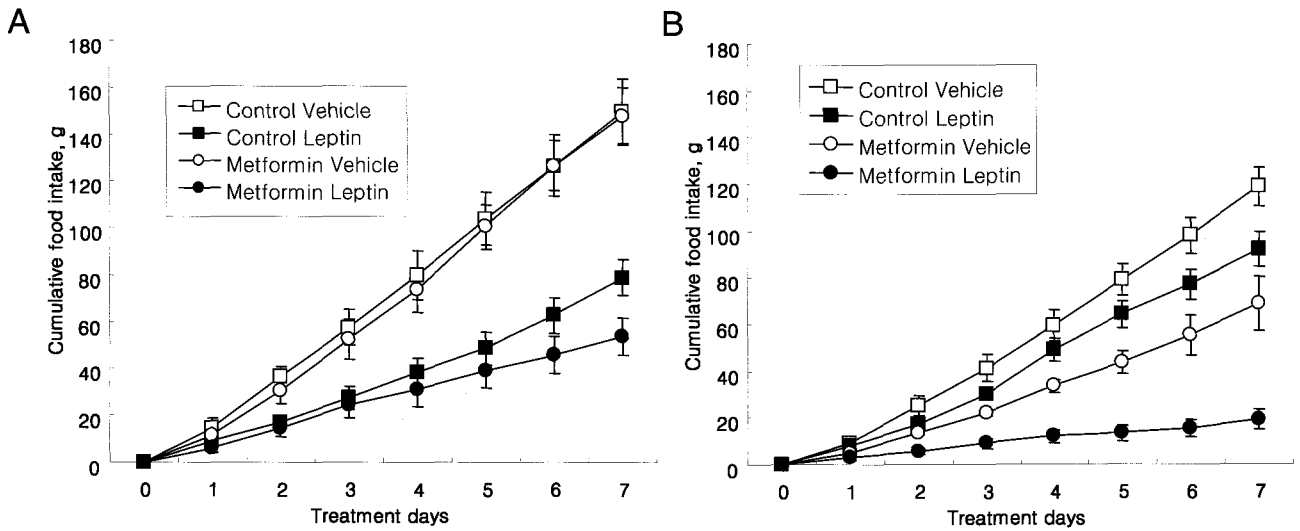 A
Cumulative food intake, g
180
160
140
120
100
80
60
40
20
0
Control Vehicle
Control Leptin
Metformin Vehicle
Metformin Leptin
0 1 2 3 4 5 6 7
Treatment days
B
Cumulative food intake, g
180
160
140
120
100
80
60
40
20
0
Control Vehicle
Control Leptin
Metformin Vehicle
Metformin Leptin
0 1 2 3 4 5 6 7
Treatment days